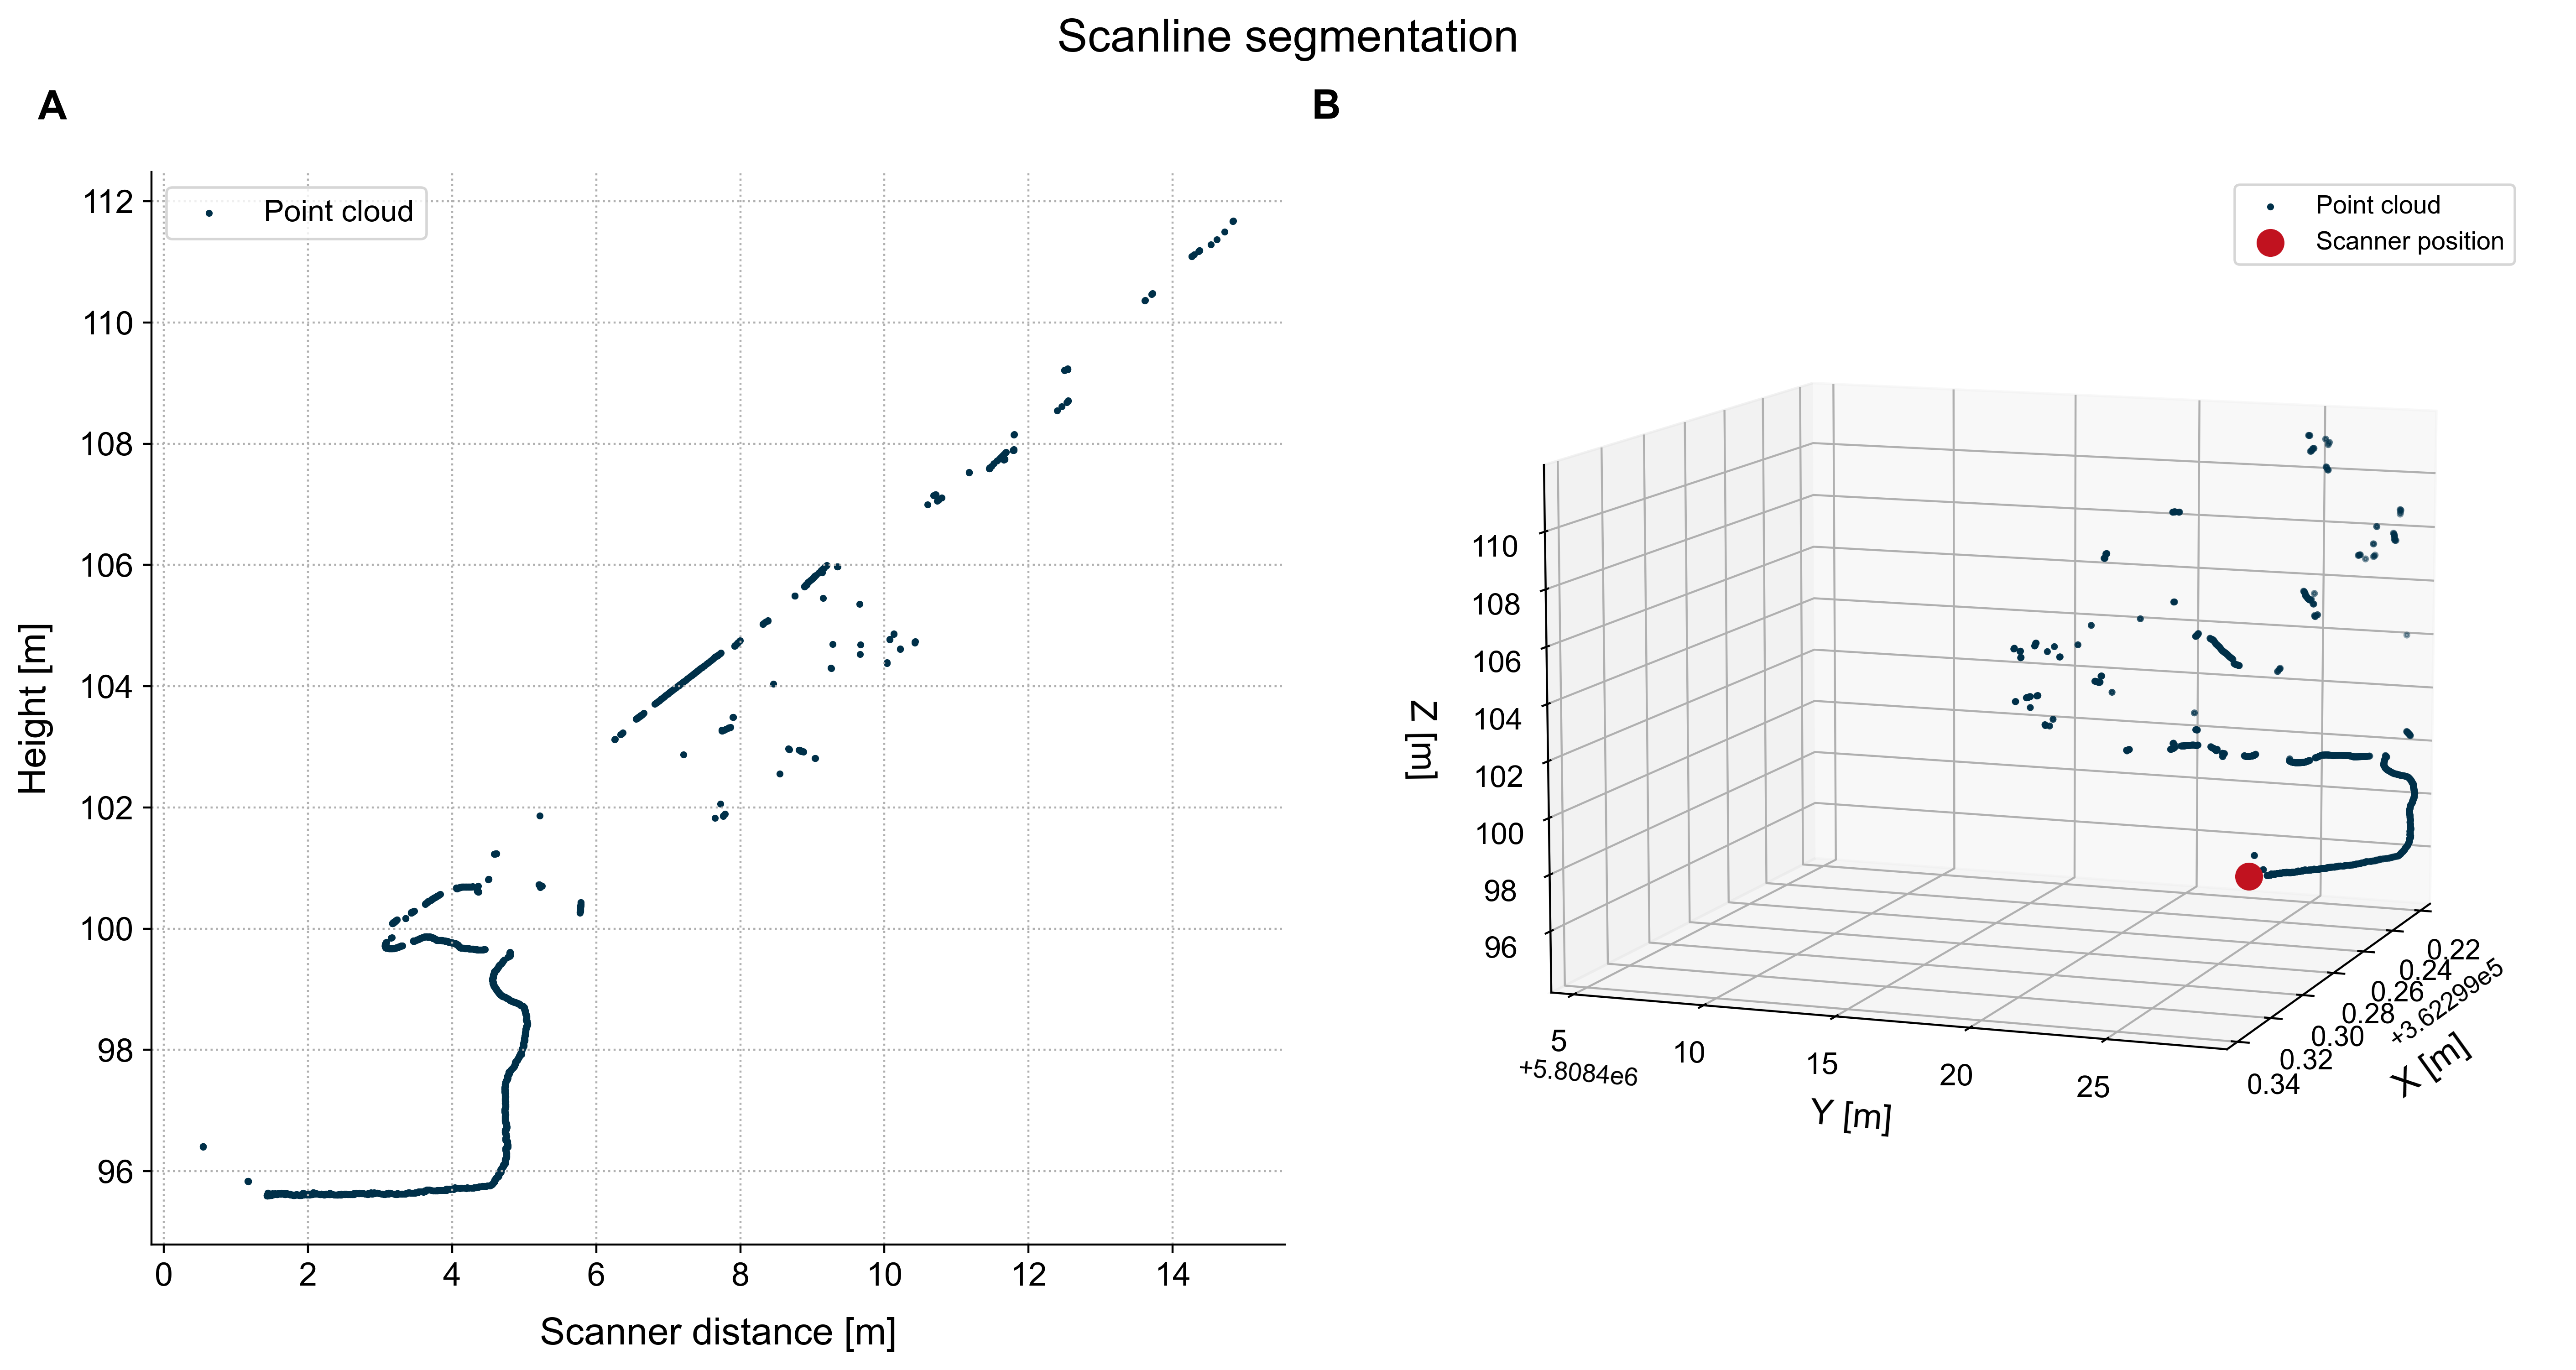 Scanline segmentation
A
B
112
110
108
106
104
102
100
98
96
0
2
4
6
8
10
12
14
Height [m]
Scanner distance [m]
Point cloud
Point cloud
Scanner position
110
108
106
104
102
100
98
96
Z [m]
5
10
15
20
25
+5.8084e6
Y [m]
0.22
0.24
0.26
0.28
0.30
0.32
0.34
+3.62299e5
X [m]